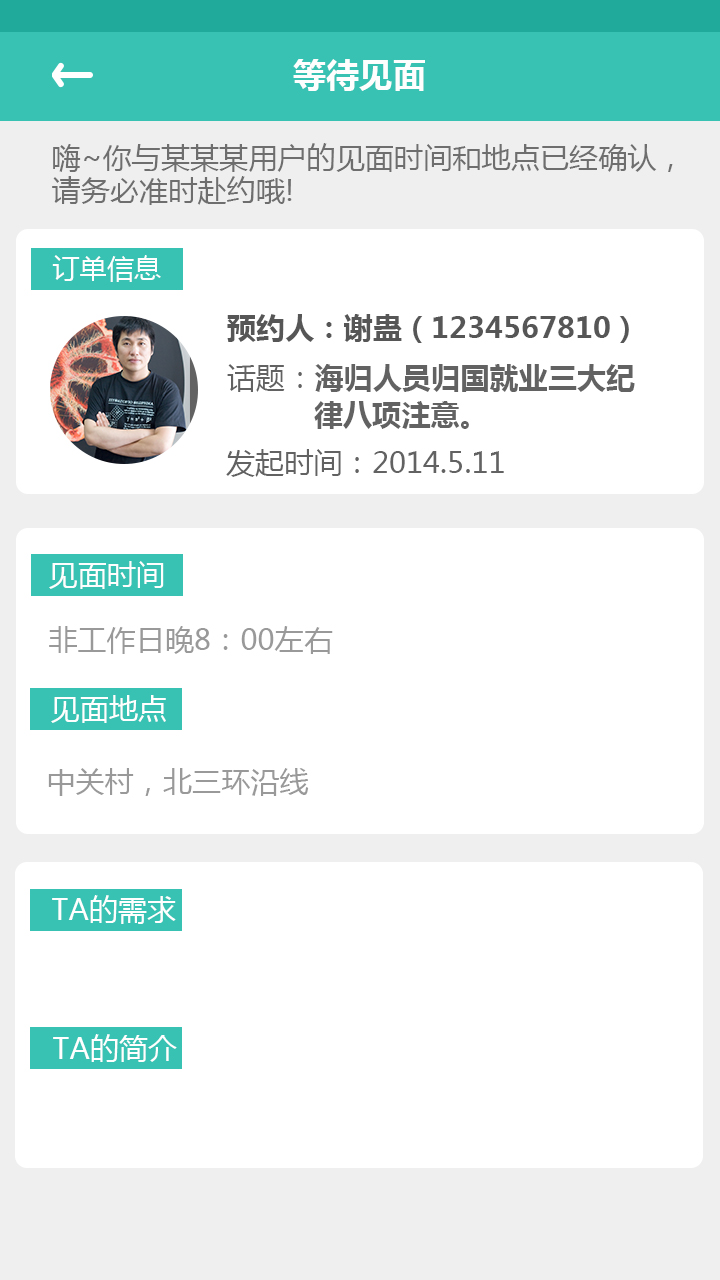 等待见面
嗨~你与某某某用户的见面时间和地点已经确认，
请务必准时赴约哦!
订单信息
预约人：谢蛊（1234567810）
话题：海归人员归国就业三大纪
律八项注意。
发起时间：2014.5.11
见面时间
非工作日晚8：00左右
见面地点
中关村，北三环沿线
TA的需求
TA的简介